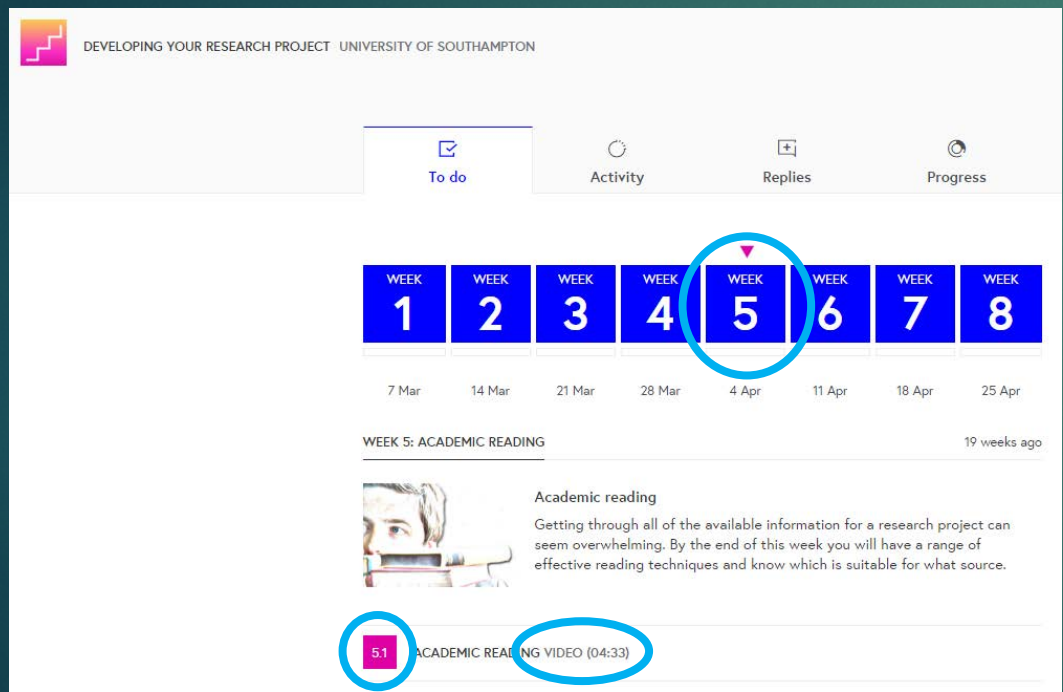 DEVELOPING YOUR RESEARCH PROJECT UNIVERSITY OF SOUTHAMPTON
To do Activity Replies Progress
WEEK WEEK WEEK WEEK WEEK WEEK WEEK WEEK
1 2 3 4 5 6 7 8
7 Mar 14 Mar 21 Mar 28 Mar 4 Apr 11 Apr 18 Apr 25 Apr
WEEK 5: ACADEMIC READING 19 weeks ago
Academic reading
Getting through all of the available information for a research project can
seem overwhelming. By the end of this week you will have a range of
effective reading techniques and know which is suitable for what source.
5.1 ACADEMIC READING VIDEO (04:33)